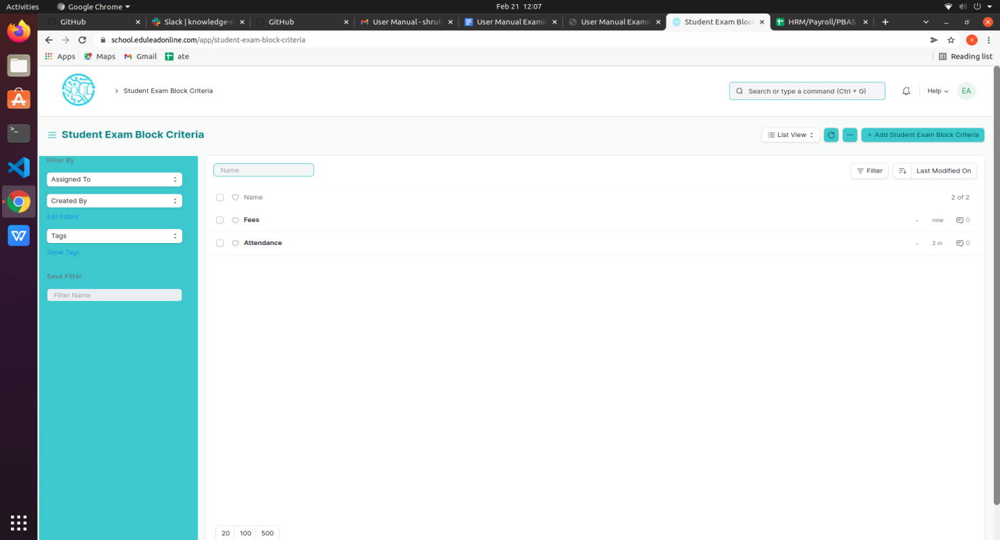 Activities Google Chrome Feb 21 12:07
GitHub Slack | knowledge-s GitHub User Manual - shruti User Manual Examin User Manual Examin Student Exam Block HRM/Payroll/PBAS
school.eduleadonline.com/app/student-exam-block-criteria S
Apps Maps Gmail ate Reading list
SOUL Student Exam Block Criteria Search or type a command (Ctrl + G) Help EA
Student Exam Block Criteria List View + Add Student Exam Block Criteria
Filter By
Assigned To
Created By
Edit Filters
Tags
Show Tags
Save Filter
Filter Name
Name Filter Last Modified On
Name 2 of 2
Fees - now 0
Attendance - 2 m 0
20 100 500